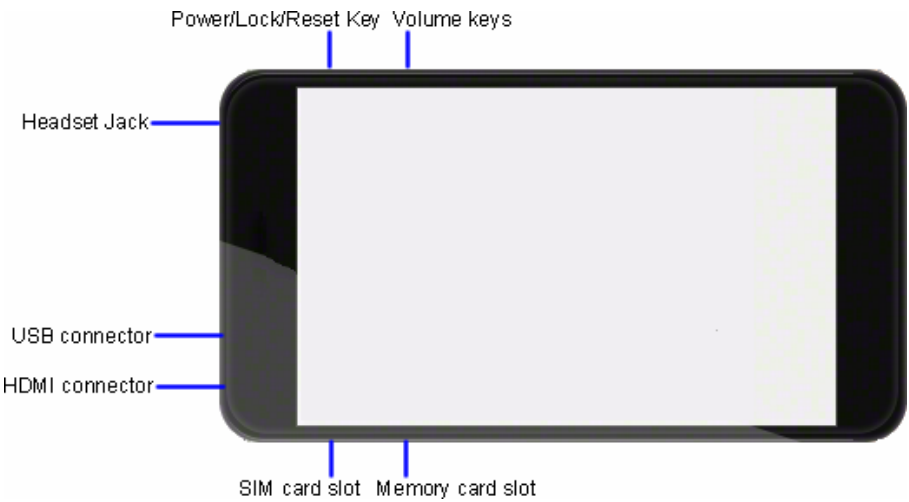 Power/Lock/Reset Key Volume keys
Headset Jack
USB connector
HDMI connector
SIM card slot Memory card slot